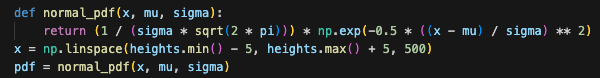 def normal_pdf(x, mu, sigma):
    return (1 / (sigma * sqrt(2 * pi))) * np.exp(-0.5 * ((x - mu) / sigma) ** 2)
x = np.linspace(heights.min() - 5, heights.max() + 5, 500)
pdf = normal_pdf(x, mu, sigma)